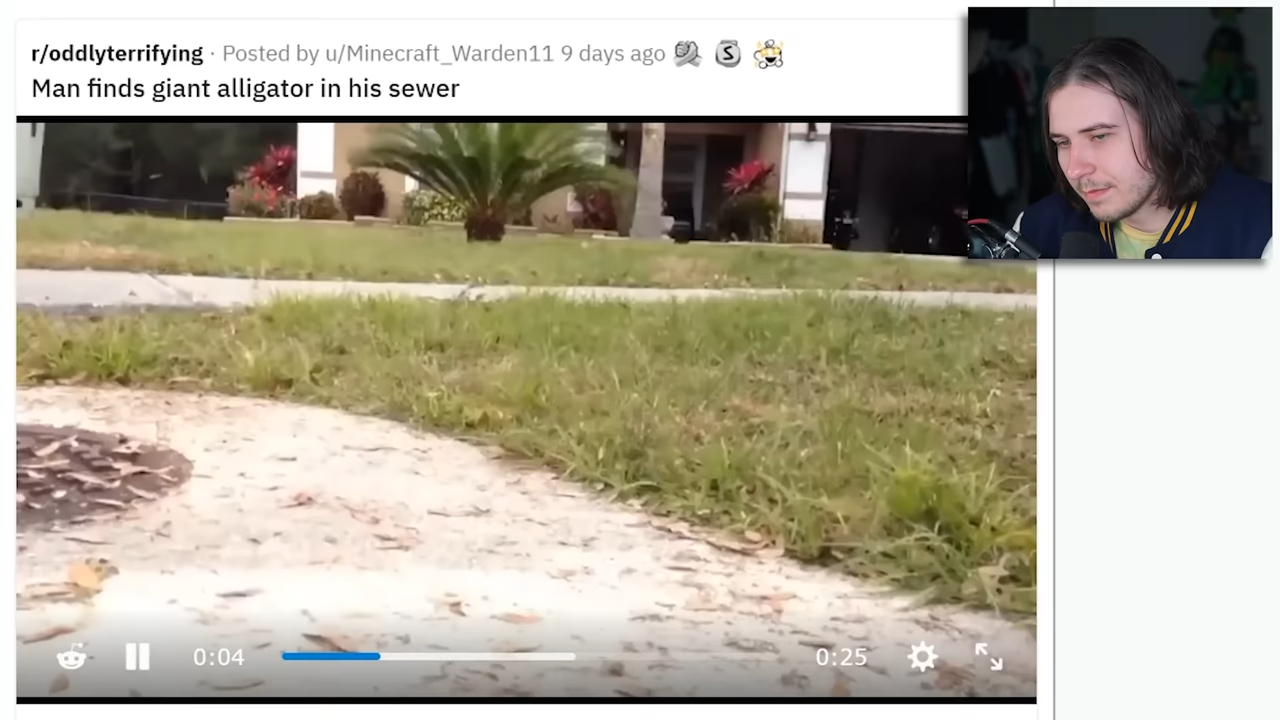 r/oddlyterrifying · Posted by u/Minecraft_Warden11 9 days ago
Man finds giant alligator in his sewer
0:04 0:25